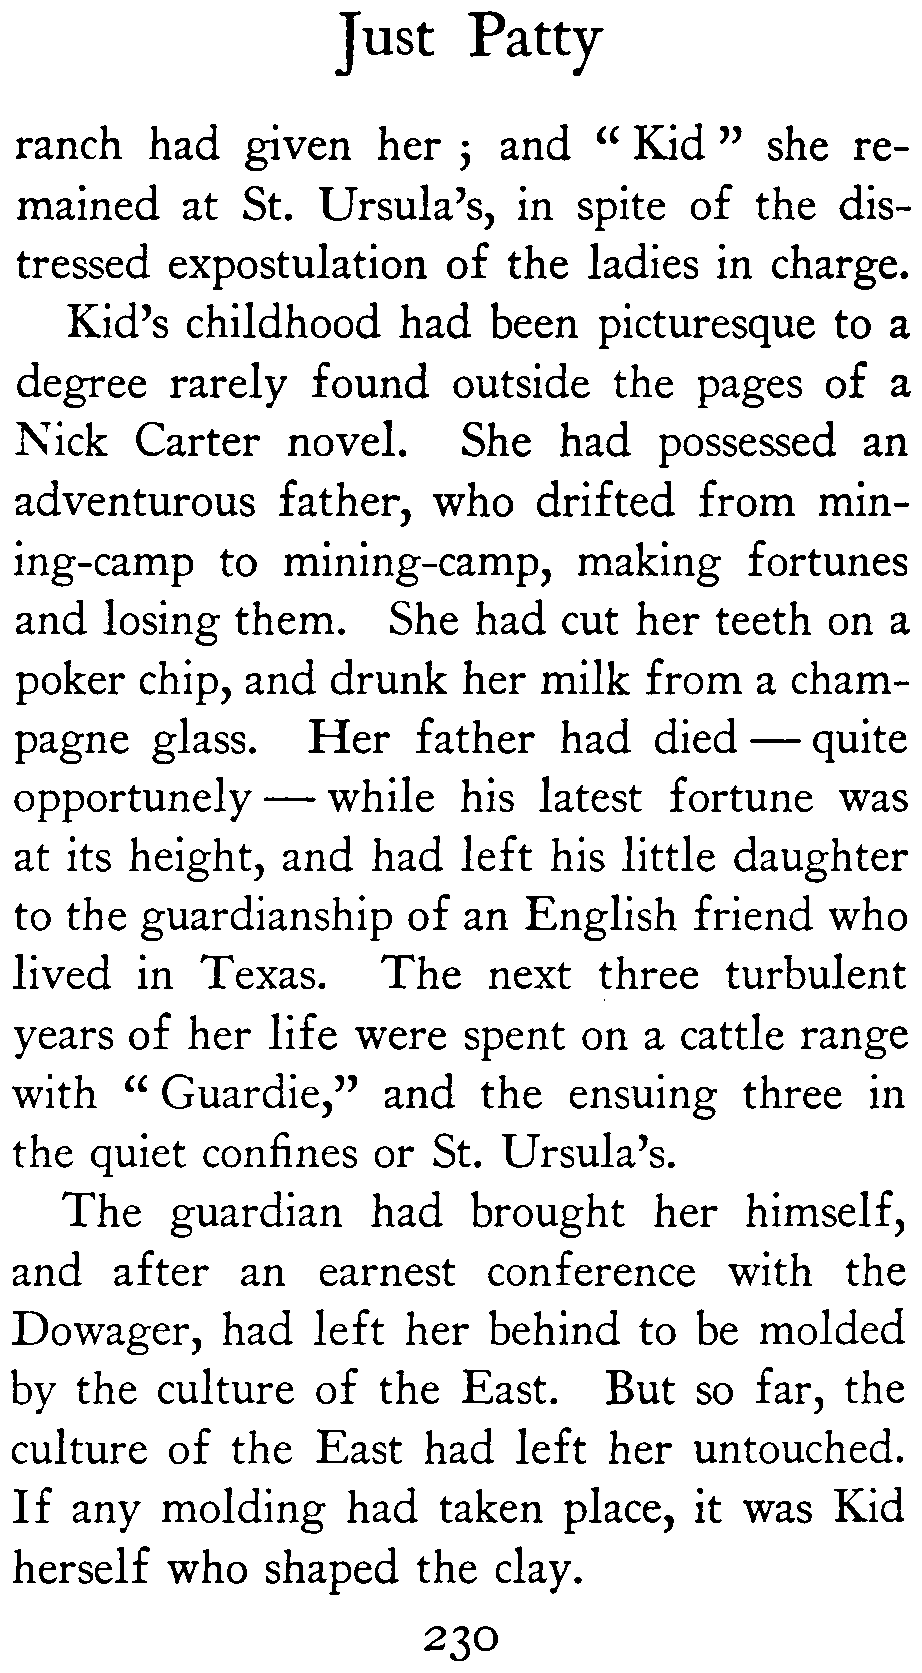 Just Patty
ranch had given her ; and “ Kid ” she re-
mained at St. Ursula’s, in spite of the dis-
tressed expostulation of the ladies in charge.
Kid’s childhood had been picturesque to a
degree rarely found outside the pages of a
Nick Carter novel. She had possessed an
adventurous father, who drifted from min-
ing-camp to mining-camp, making fortunes
and losing them. She had cut her teeth on a
poker chip, and drunk her milk from a cham-
pagne glass. Her father had died — quite
opportunely — while his latest fortune was
at its height, and had left his little daughter
to the guardianship of an English friend who
lived in Texas. The next three turbulent
years of her life were spent on a cattle range
with “ Guardie,” and the ensuing three in
the quiet confines or St. Ursula’s.
The guardian had brought her himself,
and after an earnest conference with the
Dowager, had left her behind to be molded
by the culture of the East. But so far, the
culture of the East had left her untouched.
If any molding had taken place, it was Kid
herself who shaped the clay.
230